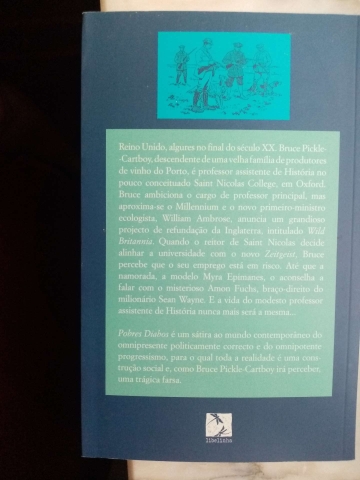 Reino Unido, algures no final do século XX. Bruce Pickle-
-Cartboy, descendente de uma velha família de produtores
de vinho do Porto, é professor assistente de História no
pouco conceituado Saint Nicolas College, em Oxford.
Bruce ambiciona o cargo de professor principal, mas
aproxima-se o Millennium e o novo primeiro-ministro
ecologista, William Ambrose, anuncia um grandioso
projecto de refundação da Inglaterra, intitulado Wild
Britannia. Quando o reitor de Saint Nicolas decide
alinhar a universidade com o novo Zeitgeist, Bruce
percebe que o seu emprego está em risco. Até que a
namorada, a modelo Myra Epimanos, o aconselha a
falar com o misterioso Amon Fuchs, braço-direito do
milionário Sean Wayne. E a vida do modesto professor
assistente de História nunca mais será a mesma...
Pobres Diabos é um sátira ao mundo contemporâneo do
omnipresente politicamente correcto e do omnipotente
progressismo, para o qual toda a realidade é uma cons-
trução social e, como Bruce Pickle-Cartboy irá perceber,
uma trágica farsa.
libelinha